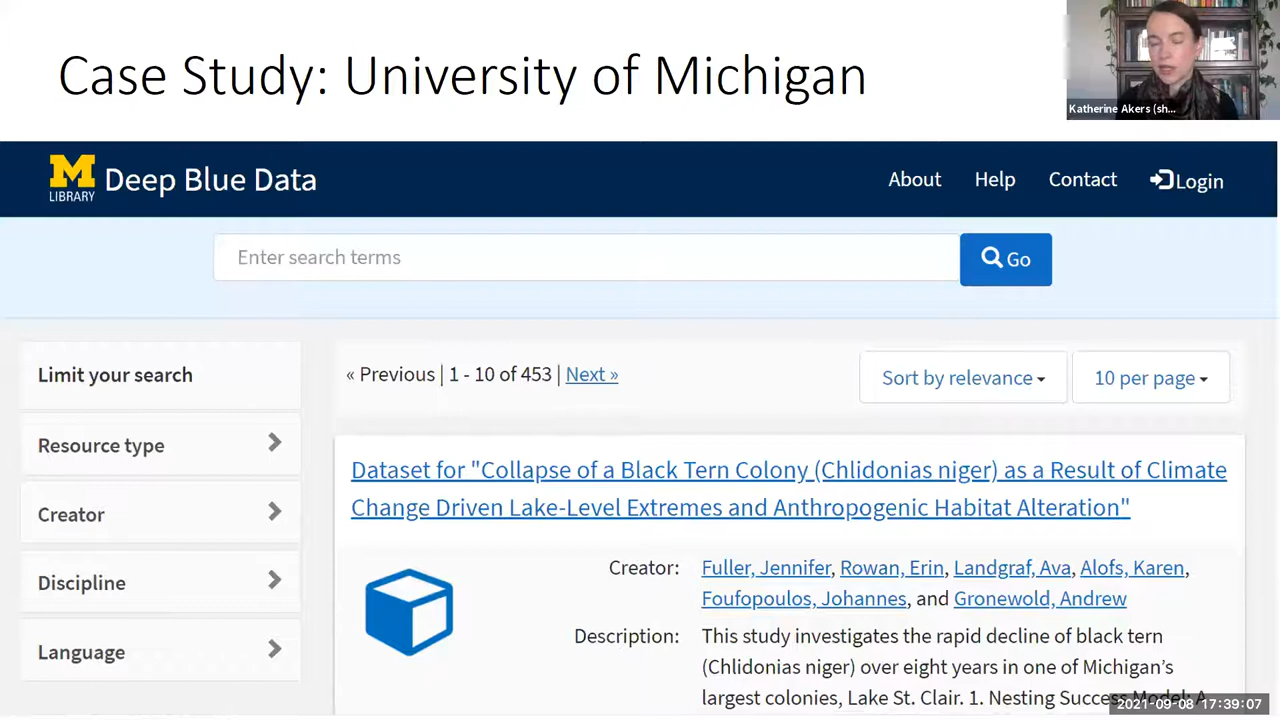 Case Study: University of Michigan
Katherine Akers (sh...
M
LIBRARY
Deep Blue Data
About
Help
Contact
Login
Enter search terms
Go
Limit your search
Resource type
Creator
Discipline
Language
« Previous | 1 - 10 of 453 | Next »
Sort by relevance
10 per page
Dataset for "Collapse of a Black Tern Colony (Chlidonias niger) as a Result of Climate
Change Driven Lake-Level Extremes and Anthropogenic Habitat Alteration"
Creator: Fuller, Jennifer, Rowan, Erin, Landgraf, Ava, Alofs, Karen,
Foufopoulos, Johannes, and Gronewold, Andrew
Description: This study investigates the rapid decline of black tern
(Chlidonias niger) over eight years in one of Michigan's
largest colonies, Lake St. Clair. 1. Nesting Success Model: A
2021-09-08 17:39:07